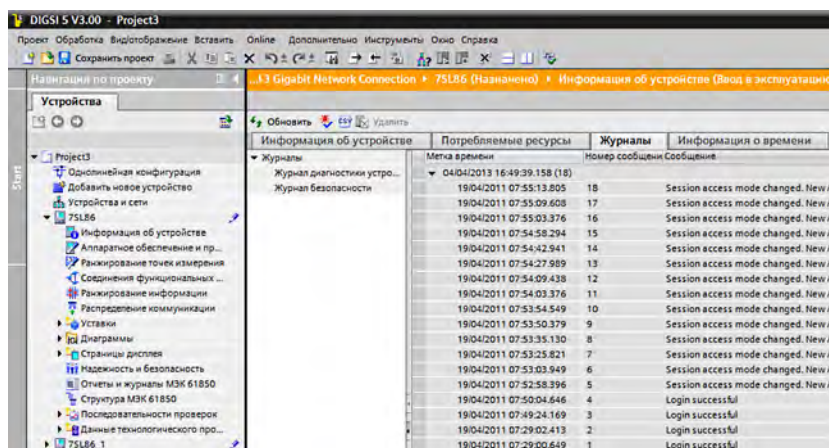 DIGSI 5 V3.00 - Project3
Проект Обработка Вид/отображение Вставить Online Дополнительно Инструменты Окно Справка
Сохранить проект
Навигация по проекту
...43 Gigabit Network Connection 7SL86 (Назначено) Информация об устройстве (Ввод в эксплуатацию
Устройства
Обновить CSV Удалить
Информация об устройстве Потребляемые ресурсы Журналы Информация о времени
Start
Project3
Однолинейная конфигурация
Добавить новое устройство
Устройства и сети
7SL86
Информация об устройстве
Аппаратное обеспечение и пр...
Ранжирование точек измерения
Соединения функциональных ...
Ранжирование информации
Распределение коммуникации
Уставки
Диаграммы
Страницы дисплея
Надежность и безопасность
Отчеты и журналы МЭК 61850
Структура МЭК 61850
Последовательности проверок
Данные технологического про...
7SL86_1
Журналы
Журнал диагностики устро...
Журнал безопасности
Метка времени Номер сообщени Сообщение
04/04/2013 16:49:39.158 (18)
19/04/2011 07:55:13.805 18 Session access mode changed. New
19/04/2011 07:55:09.608 17 Session access mode changed. New
19/04/2011 07:55:03.376 16 Session access mode changed. New
19/04/2011 07:54:58.294 15 Session access mode changed. New
19/04/2011 07:54:42.941 14 Session access mode changed. New
19/04/2011 07:54:27.989 13 Session access mode changed. New
19/04/2011 07:54:09.438 12 Session access mode changed. New
19/04/2011 07:54:03.376 11 Session access mode changed. New
19/04/2011 07:53:54.549 10 Session access mode changed. New
19/04/2011 07:53:50.379 9 Session access mode changed. New
19/04/2011 07:53:35.130 8 Session access mode changed. New
19/04/2011 07:53:25.821 7 Session access mode changed. New
19/04/2011 07:53:03.949 6 Session access mode changed. New
19/04/2011 07:52:58.396 5 Session access mode changed. New
19/04/2011 07:50:04.646 4 Login successful
19/04/2011 07:49:24.169 3 Login successful
19/04/2011 07:29:02.413 2 Login successful
19/04/2011 07:29:00.649 1 Login successful